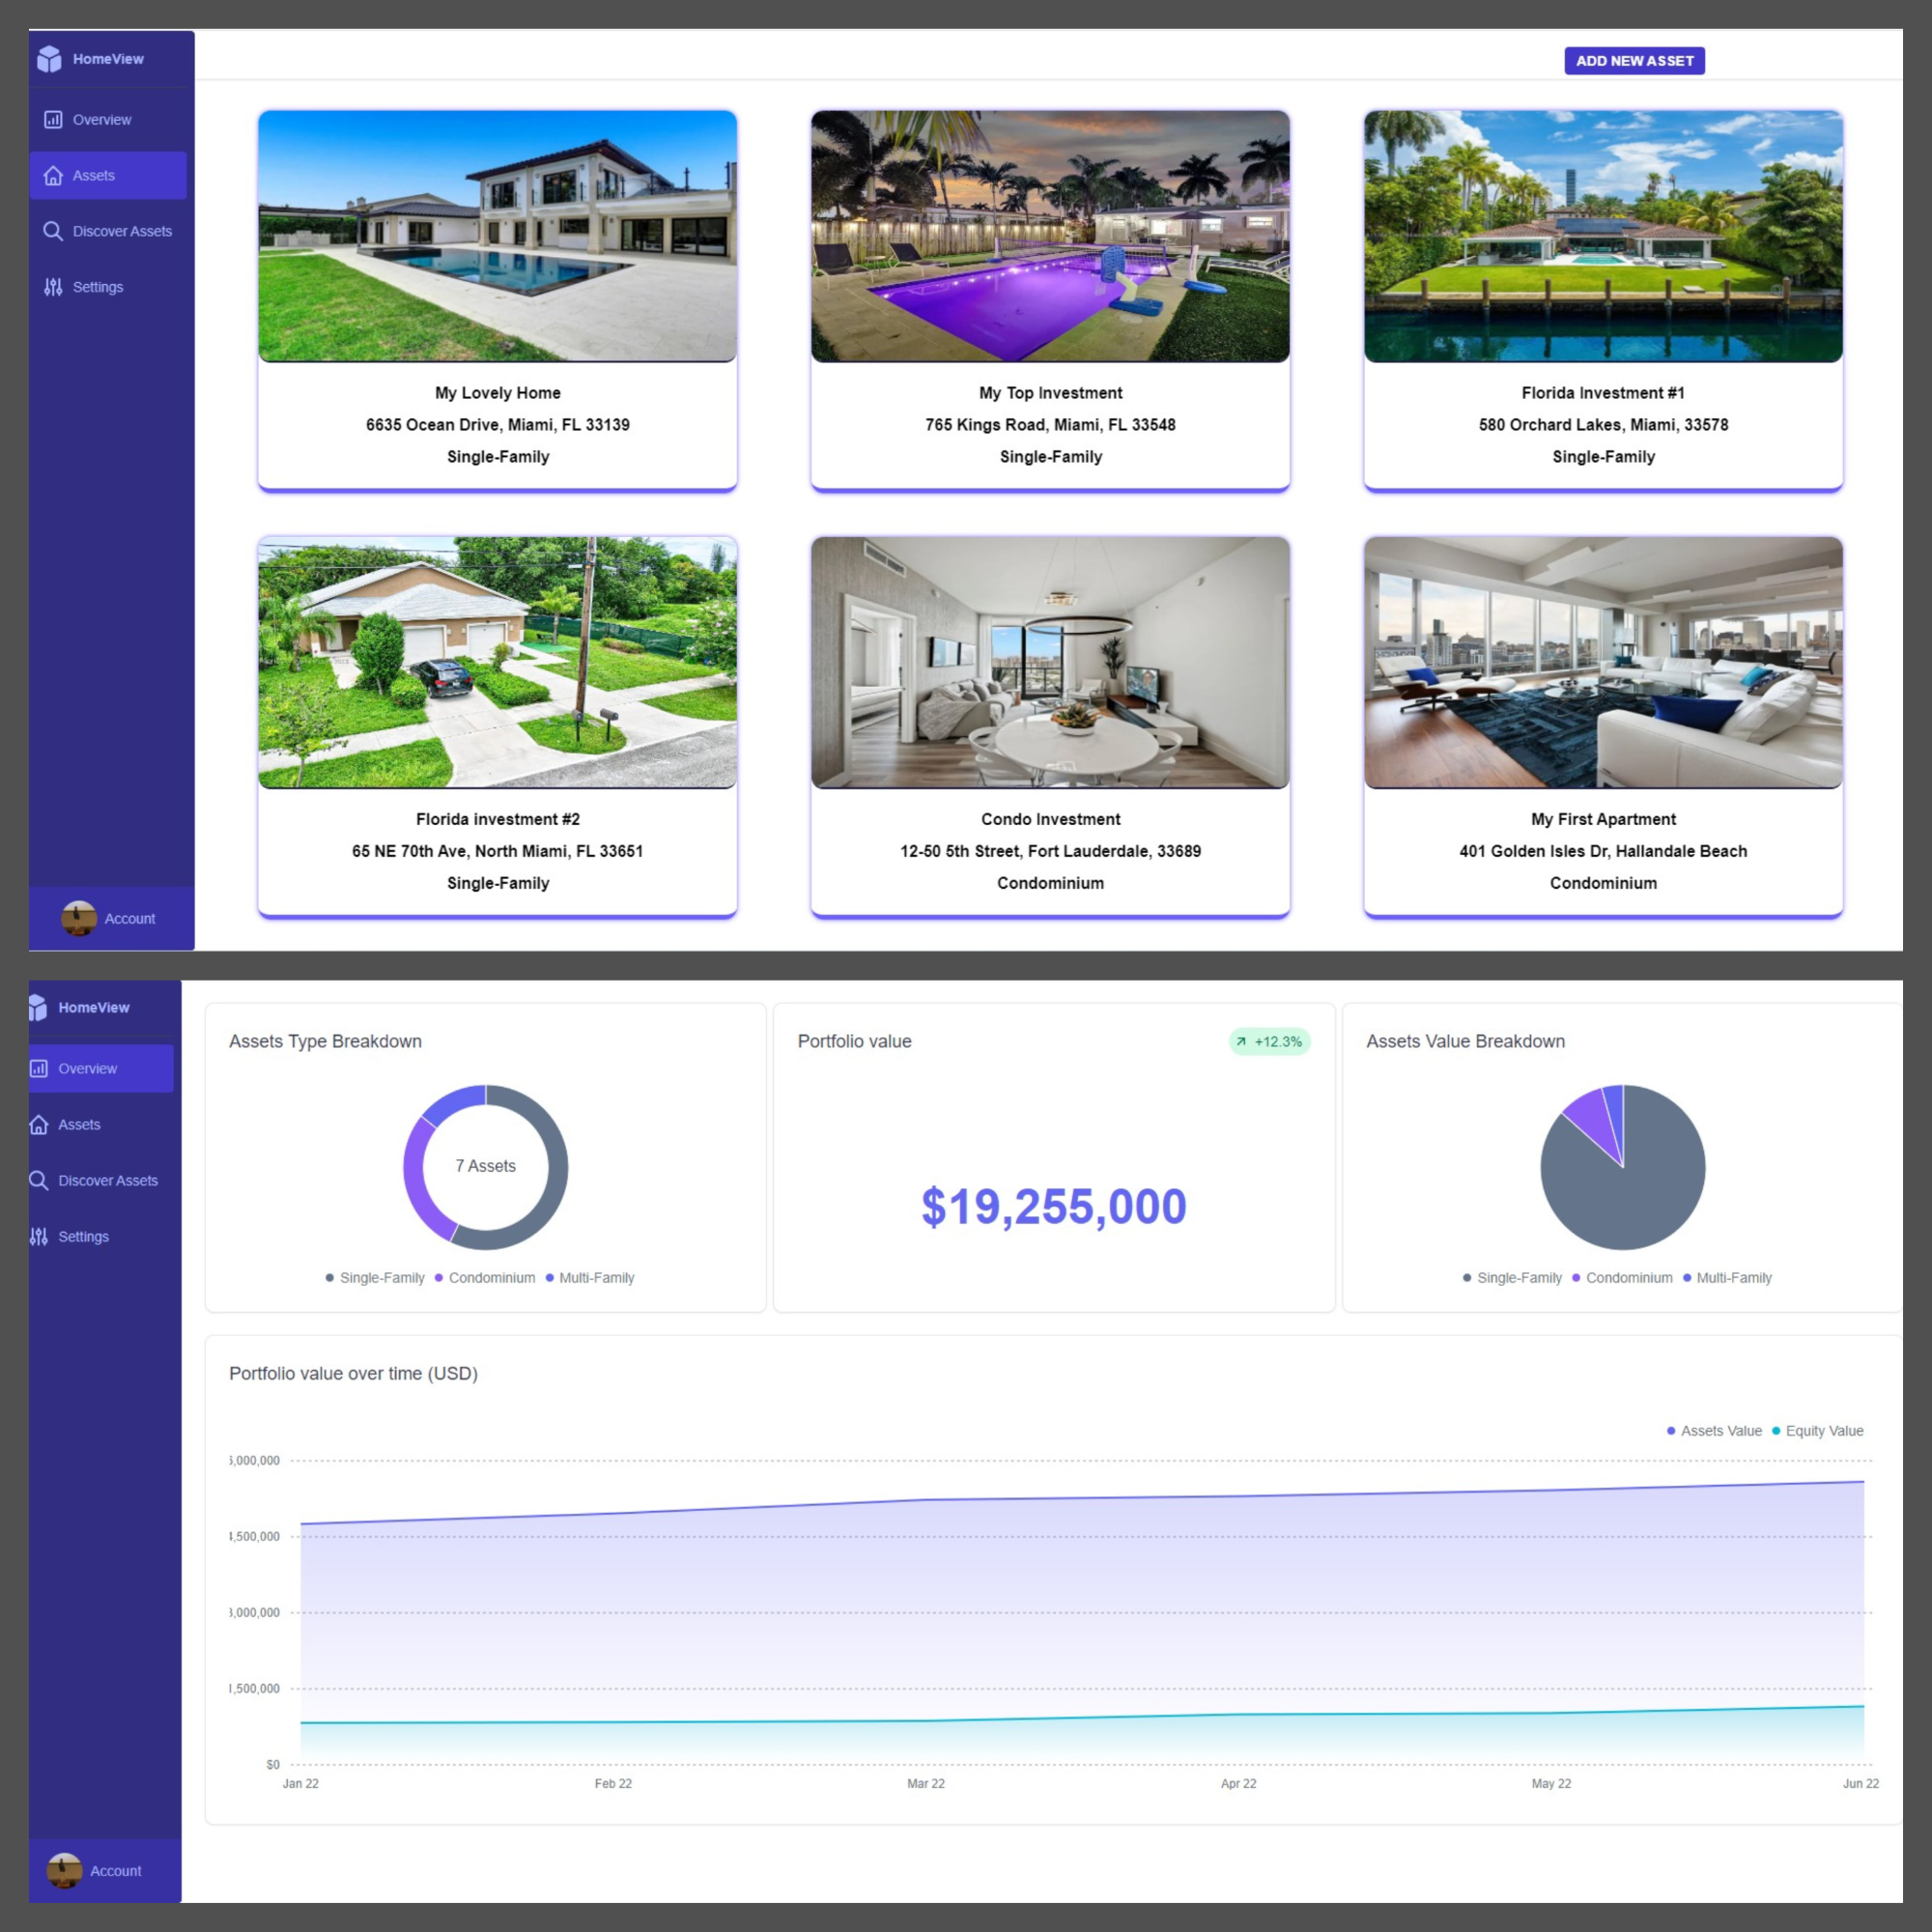 HomeView
ADD NEW ASSET
Overview
Assets
Discover Assets
Settings
My Lovely Home
6635 Ocean Drive, Miami, FL 33139
Single-Family
My Top Investment
765 Kings Road, Miami, FL 33548
Single-Family
Florida Investment #1
580 Orchard Lakes, Miami, 33578
Single-Family
Florida investment #2
65 NE 70th Ave, North Miami, FL 33651
Single-Family
Condo Investment
12-50 5th Street, Fort Lauderdale, 33689
Condominium
My First Apartment
401 Golden Isles Dr, Hallandale Beach
Condominium
Account
HomeView
Overview
Assets
Discover Assets
Settings
Account
Assets Type Breakdown
7 Assets
Single-Family Condominium Multi-Family
Portfolio value
+12.3%
$19,255,000
Assets Value Breakdown
Single-Family Condominium Multi-Family
Portfolio value over time (USD)
Assets Value Equity Value
,000,000
,500,000
,000,000
,500,000
$0
Jan 22 Feb 22 Mar 22 Apr 22 May 22 Jun 22